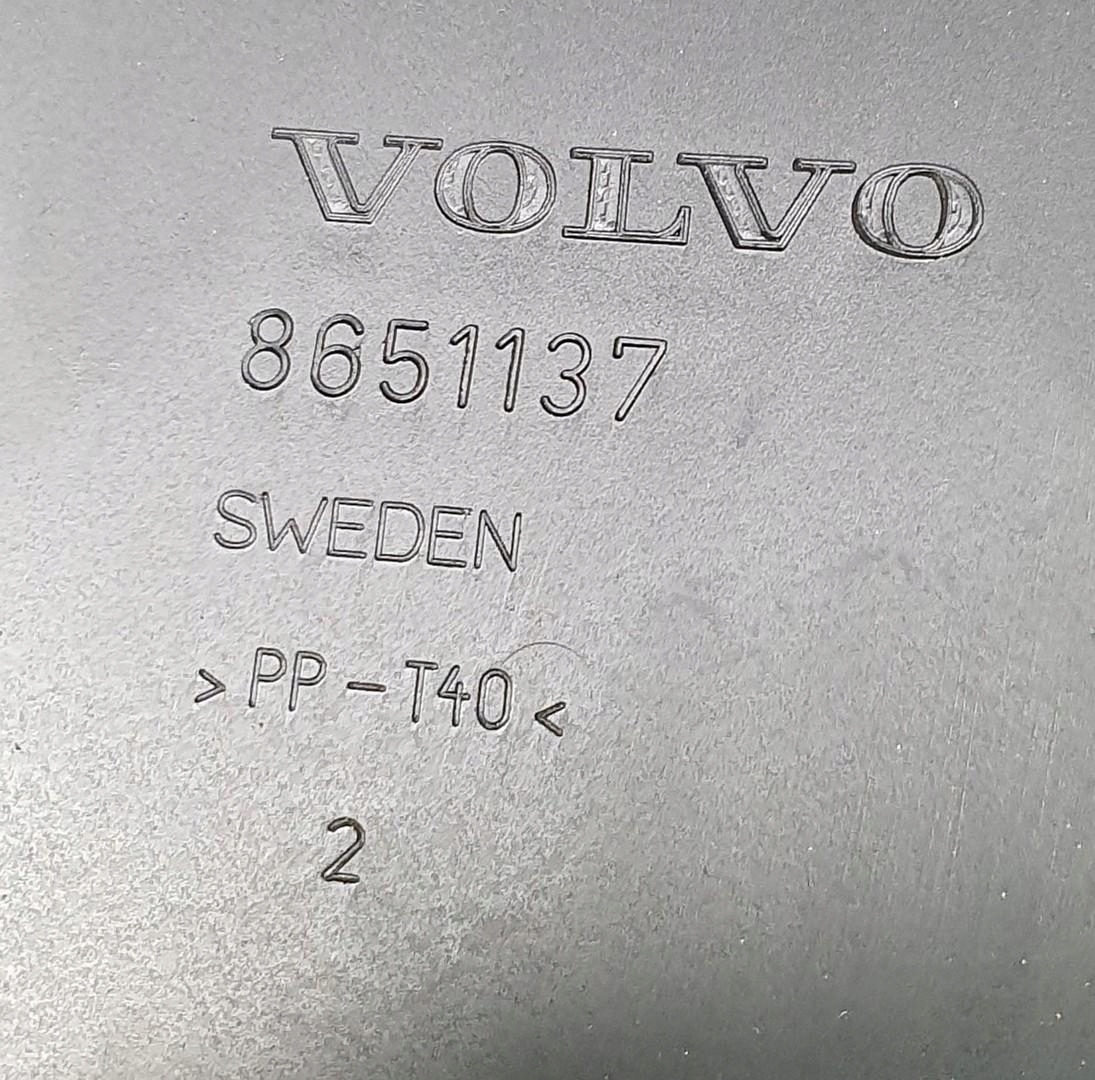 VOLVO
8651137
SWEDEN
>PP-T40<
2